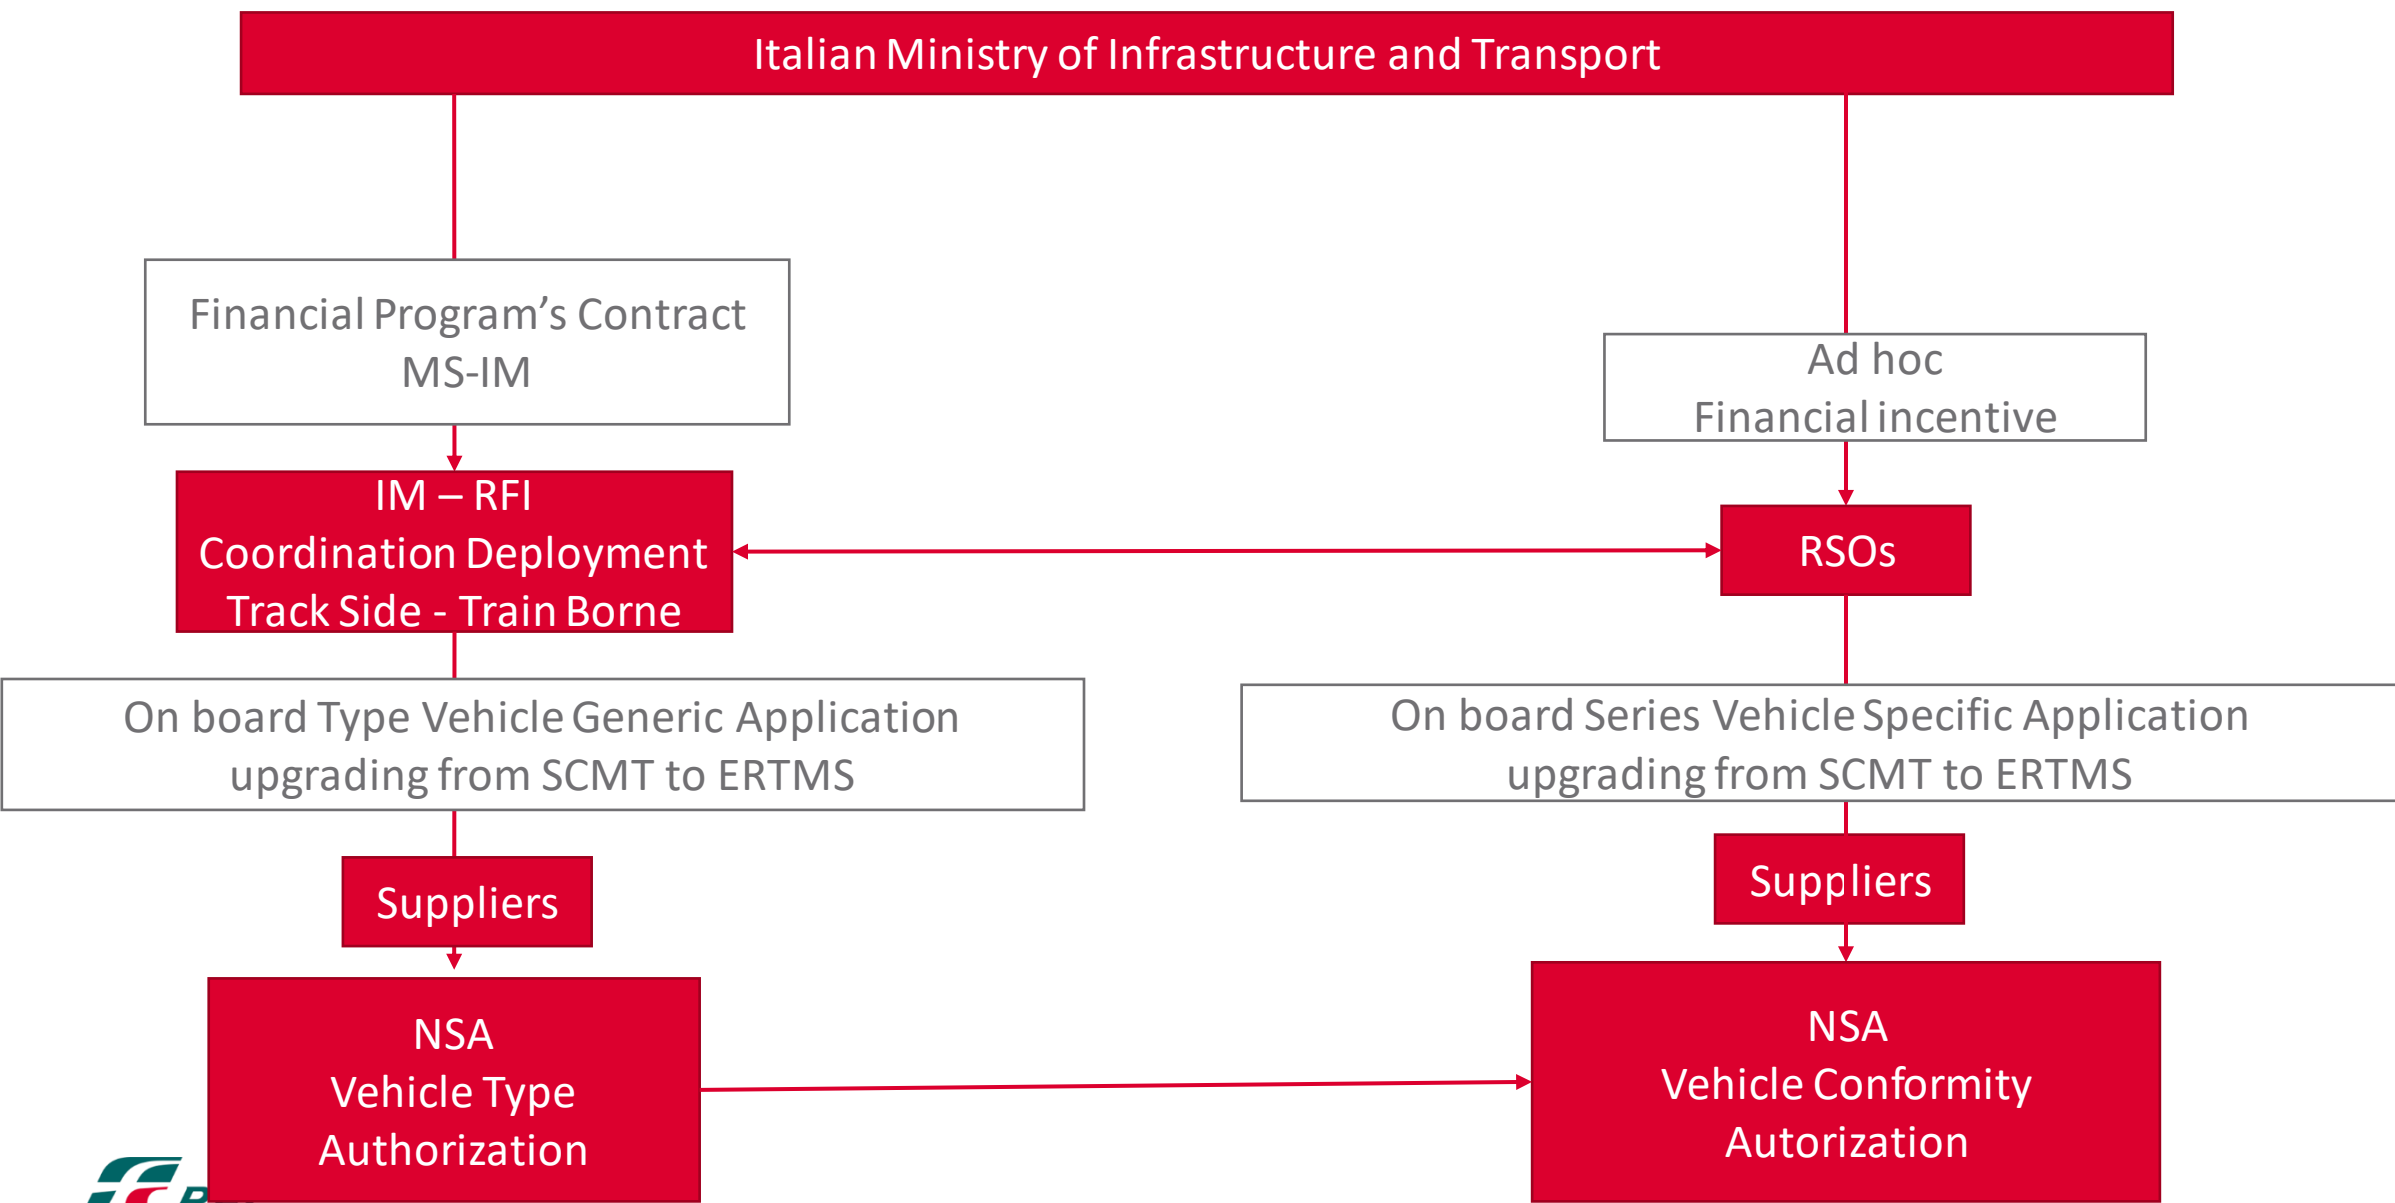 Italian Ministry of Infrastructure and Transport
Financial Program’s Contract
MS-IM
Ad hoc
Financial incentive
IM – RFI
Coordination Deployment
Track Side - Train Borne
RSOs
On board Type Vehicle Generic Application
upgrading from SCMT to ERTMS
On board Series Vehicle Specific Application
upgrading from SCMT to ERTMS
Suppliers
Suppliers
NSA
Vehicle Type
Authorization
NSA
Vehicle Conformity
Autorization